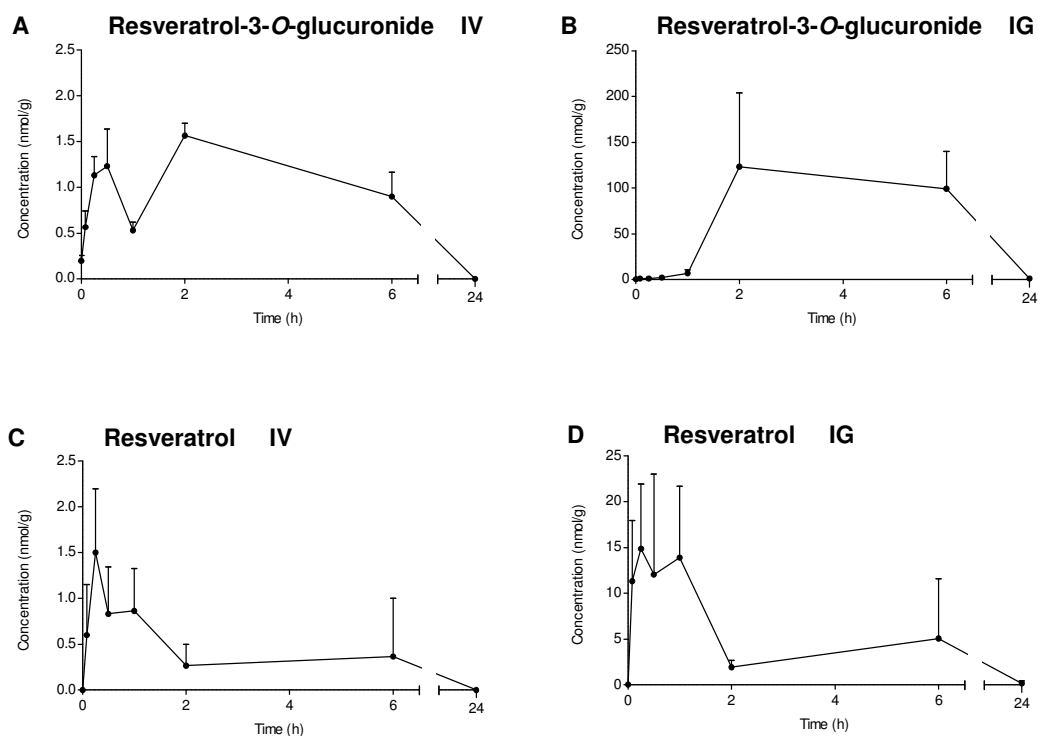 A Resveratrol-3-O-glucuronide IV
2.5
2.0
1.5
1.0
0.5
0.0
Concentration (nmol/g)
0 2 4 6 24
Time (h)
B Resveratrol-3-O-glucuronide IG
250
200
150
100
50
0
Concentration (nmol/g)
0 2 4 6 24
Time (h)
C Resveratrol IV
2.5
2.0
1.5
1.0
0.5
0.0
Concentration (nmol/g)
0 2 4 6 24
Time (h)
D Resveratrol IG
25
20
15
10
5
0
Concentration (nmol/g)
0 2 4 6 24
Time (h)